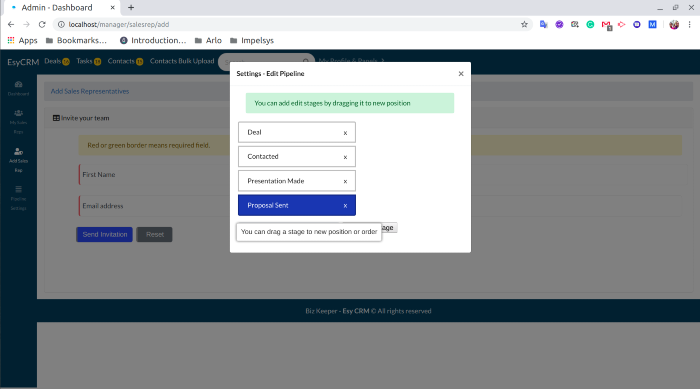 Admin - Dashboard
localhost/manager/salesrep/add
Apps Bookmarks... Introduction... Arlo Impelsys
EsyCRM Deals Tasks Contacts Contacts Bulk Upload My Profile & Panels
Settings - Edit Pipeline x
You can add edit stages by dragging it to new position
Deal x
Contacted x
Presentation Made x
Proposal Sent x
age
You can drag a stage to new position or order
Dashboard
My Sales Reps
Add Sales Rep
Pipeline Settings
Add Sales Representatives
Invite your team
Red or green border means required field.
First Name
Email address
Send Invitation Reset
Biz Keeper - Esy CRM © All rights reserved